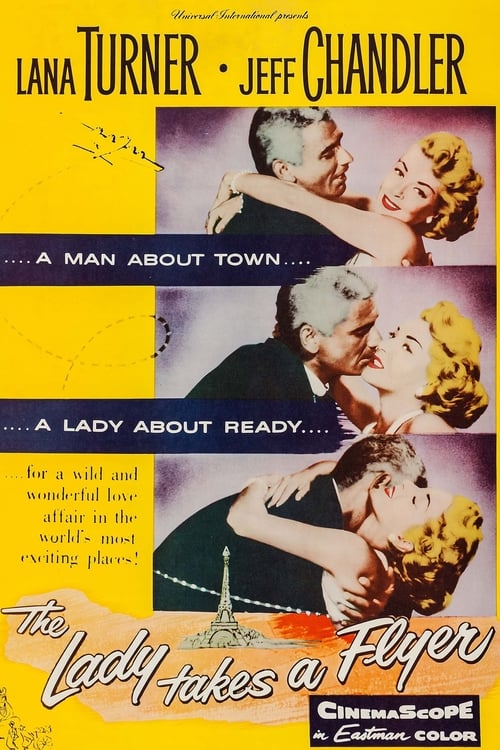 Universal-International presents
LANA TURNER • JEFF CHANDLER
....A MAN ABOUT TOWN....
....A LADY ABOUT READY....
....for a wild and
wonderful love
affair in the
world's most
exciting places!
The
Lady takes a Flyer
CINEMASCOPE
in Eastman COLOR